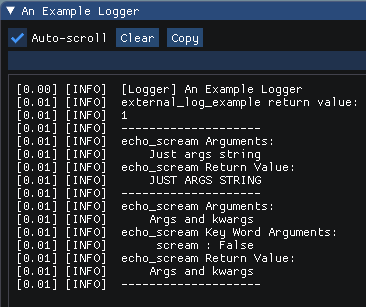 An Example Logger
Auto-scroll Clear Copy
[0.00] [INFO] [Logger] An Example Logger
[0.01] [INFO] external_log_example return value:
[0.01] [INFO] 1
[0.01] [INFO] --------------------
[0.01] [INFO] echo_scream Arguments:
[0.01] [INFO] Just args string
[0.01] [INFO] echo_scream Return Value:
[0.01] [INFO] JUST ARGS STRING
[0.01] [INFO] --------------------
[0.01] [INFO] echo_scream Arguments:
[0.01] [INFO] Args and kwargs
[0.01] [INFO] echo_scream Key Word Arguments:
[0.01] [INFO] scream : False
[0.01] [INFO] echo_scream Return Value:
[0.01] [INFO] Args and kwargs
[0.01] [INFO] --------------------